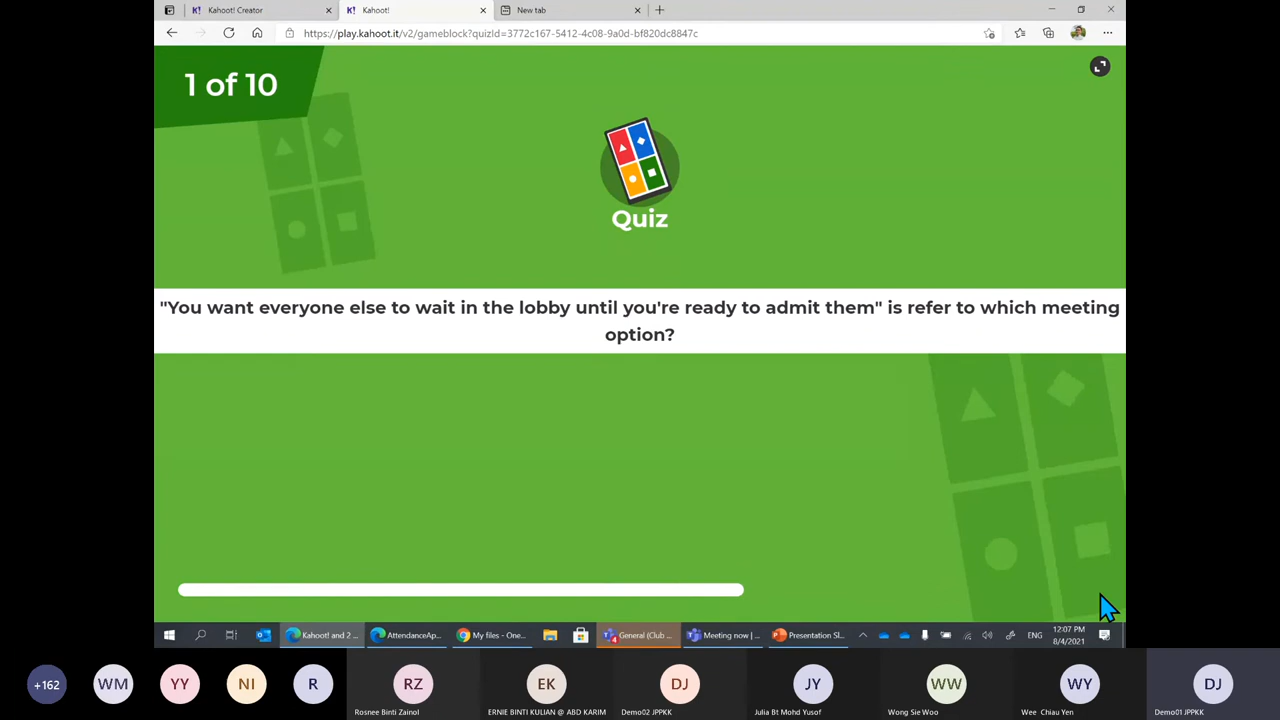 Kahoot! Creator
Kahoot!
New tab
https://play.kahoot.it/v2/gameblock?quizId=3772c167-5412-4c08-9a0d-bf820dc8847c
1 of 10
Quiz
"You want everyone else to wait in the lobby until you're ready to admit them" is refer to which meeting
option?
Kahoot! and 2 ...
AttendanceAp...
My files - One...
General (Club ...
Meeting now | ...
Presentation Sl...
ENG
12:07 PM
8/4/2021
+162
WM
YY
NI
R
RZ
EK
DJ
JY
WW
WY
DJ
Rosnee Binti Zainol
ERNIE BINTI KULIAN @ ABD KARIM
Demo02 JPPKK
Julia Bt Mohd Yusof
Wong Sie Woo
Wee Chiau Yen
Demo01 JPPKK